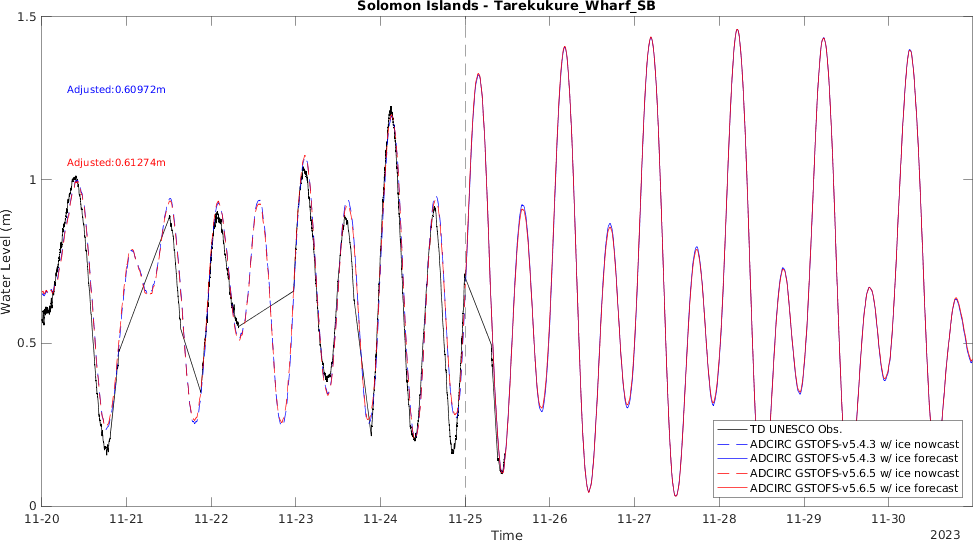 Solomon Islands - Tarekukure_Wharf_SB
1.5
Adjusted:0.60972m
Adjusted:0.61274m
1
Water Level (m)
0.5
TD UNESCO Obs.
ADCIRC GSTOFS-v5.4.3 w/ ice nowcast
ADCIRC GSTOFS-v5.4.3 w/ ice forecast
ADCIRC GSTOFS-v5.6.5 w/ ice nowcast
ADCIRC GSTOFS-v5.6.5 w/ ice forecast
0
11-20 11-21 11-22 11-23 11-24 11-25 11-26 11-27 11-28 11-29 11-30
Time
2023